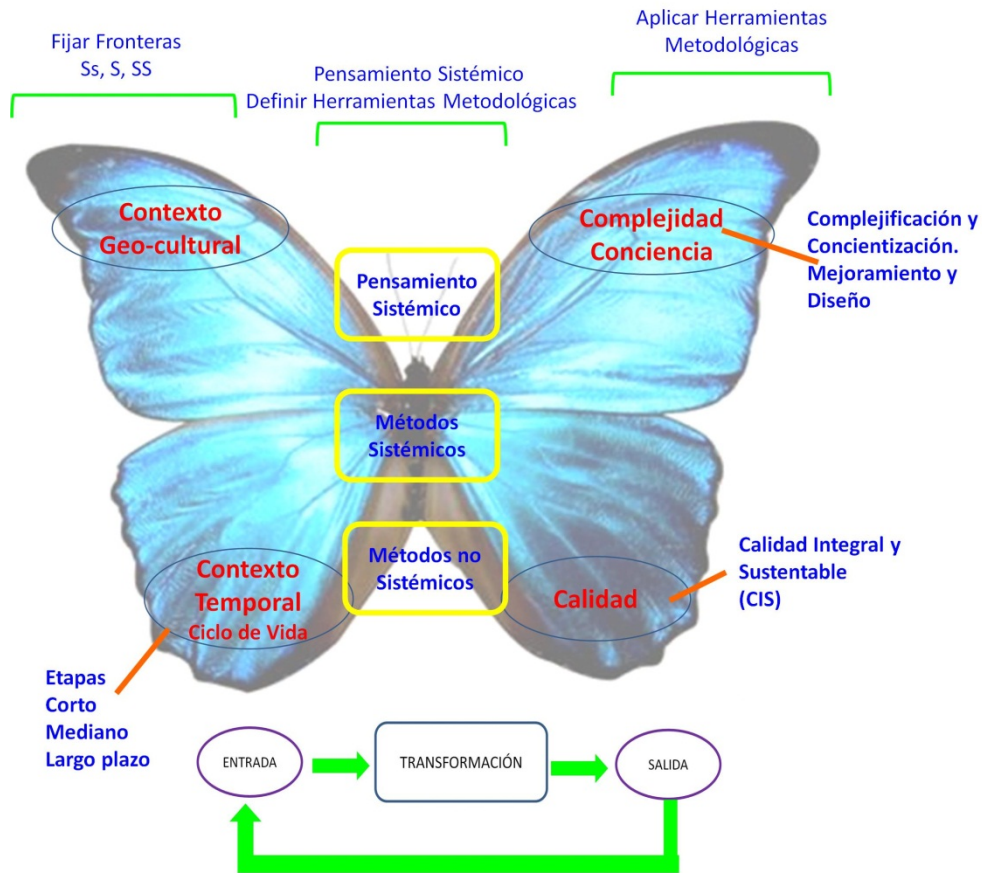 Fijar Fronteras
Ss, S, SS
Pensamiento Sistémico
Definir Herramientas Metodológicas
Aplicar Herramientas
Metodológicas
Contexto
Geo-cultural
Complejidad
Conciencia
Complejificación y
Concientización.
Mejoramiento y
Diseño
Pensamiento
Sistémico
Métodos
Sistémicos
Métodos no
Sistémicos
Contexto
Temporal
Ciclo de Vida
Calidad
Calidad Integral y
Sustentable
(CIS)
Etapas
Corto
Mediano
Largo plazo
ENTRADA
TRANSFORMACIÓN
SALIDA